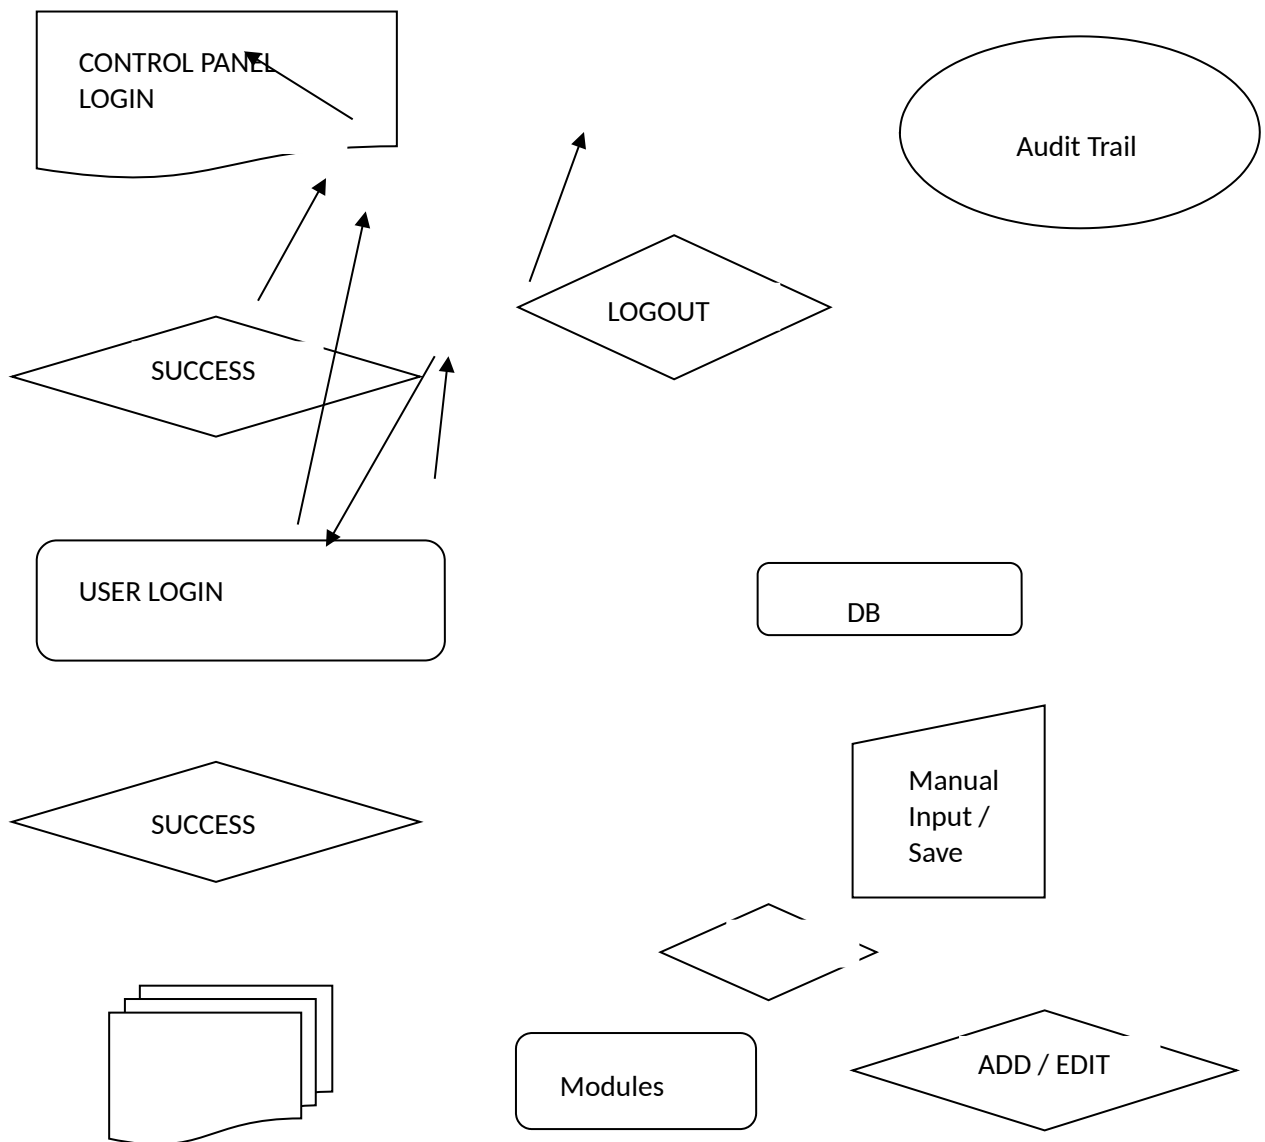 CONTROL PANEL
LOGIN
Audit Trail
LOGOUT
SUCCESS
USER LOGIN
DB
Manual
Input /
Save
SUCCESS
ADD / EDIT
Modules